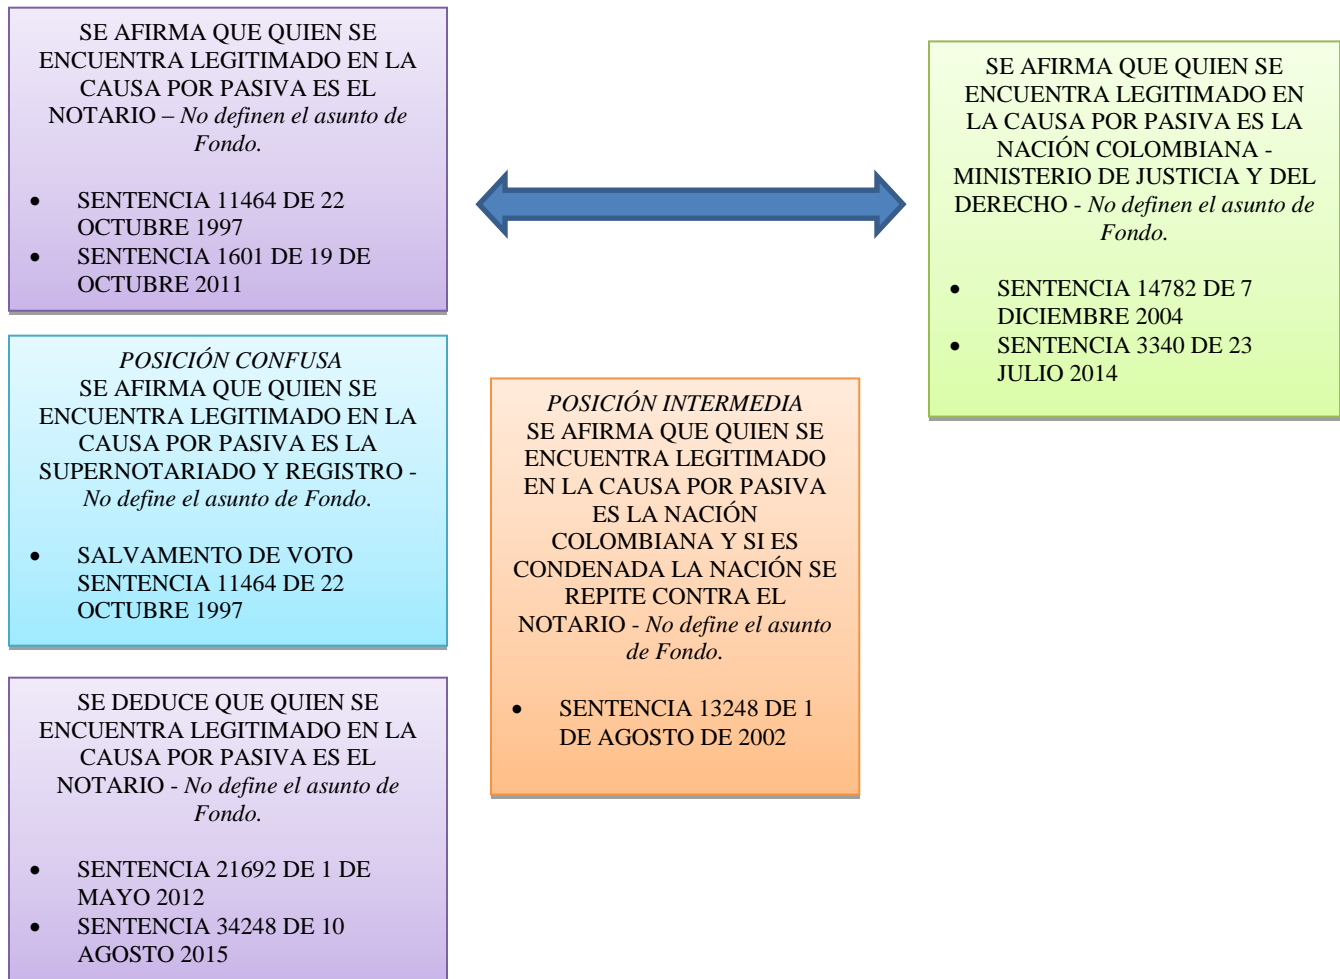 SE AFIRMA QUE QUIEN SE
ENCUENTRA LEGITIMADO EN LA
CAUSA POR PASIVA ES EL
NOTARIO – No definen el asunto de
Fondo.
• SENTENCIA 11464 DE 22
OCTUBRE 1997
• SENTENCIA 1601 DE 19 DE
OCTUBRE 2011
POSICIÓN CONFUSA
SE AFIRMA QUE QUIEN SE
ENCUENTRA LEGITIMADO EN LA
CAUSA POR PASIVA ES LA
SUPERNOTARIADO Y REGISTRO -
No define el asunto de Fondo.
• SALVAMENTO DE VOTO
SENTENCIA 11464 DE 22
OCTUBRE 1997
SE DEDUCE QUE QUIEN SE
ENCUENTRA LEGITIMADO EN LA
CAUSA POR PASIVA ES EL
NOTARIO - No define el asunto de
Fondo.
• SENTENCIA 21692 DE 1 DE
MAYO 2012
• SENTENCIA 34248 DE 10
AGOSTO 2015
POSICIÓN INTERMEDIA
SE AFIRMA QUE QUIEN SE
ENCUENTRA LEGITIMADO
EN LA CAUSA POR PASIVA
ES LA NACIÓN
COLOMBIANA Y SI ES
CONDENADA LA NACIÓN SE
REPITE CONTRA EL
NOTARIO - No define el asunto
de Fondo.
• SENTENCIA 13248 DE 1
DE AGOSTO DE 2002
SE AFIRMA QUE QUIEN SE
ENCUENTRA LEGITIMADO EN
LA CAUSA POR PASIVA ES LA
NACIÓN COLOMBIANA -
MINISTERIO DE JUSTICIA Y DEL
DERECHO - No definen el asunto de
Fondo.
• SENTENCIA 14782 DE 7
DICIEMBRE 2004
• SENTENCIA 3340 DE 23
JULIO 2014